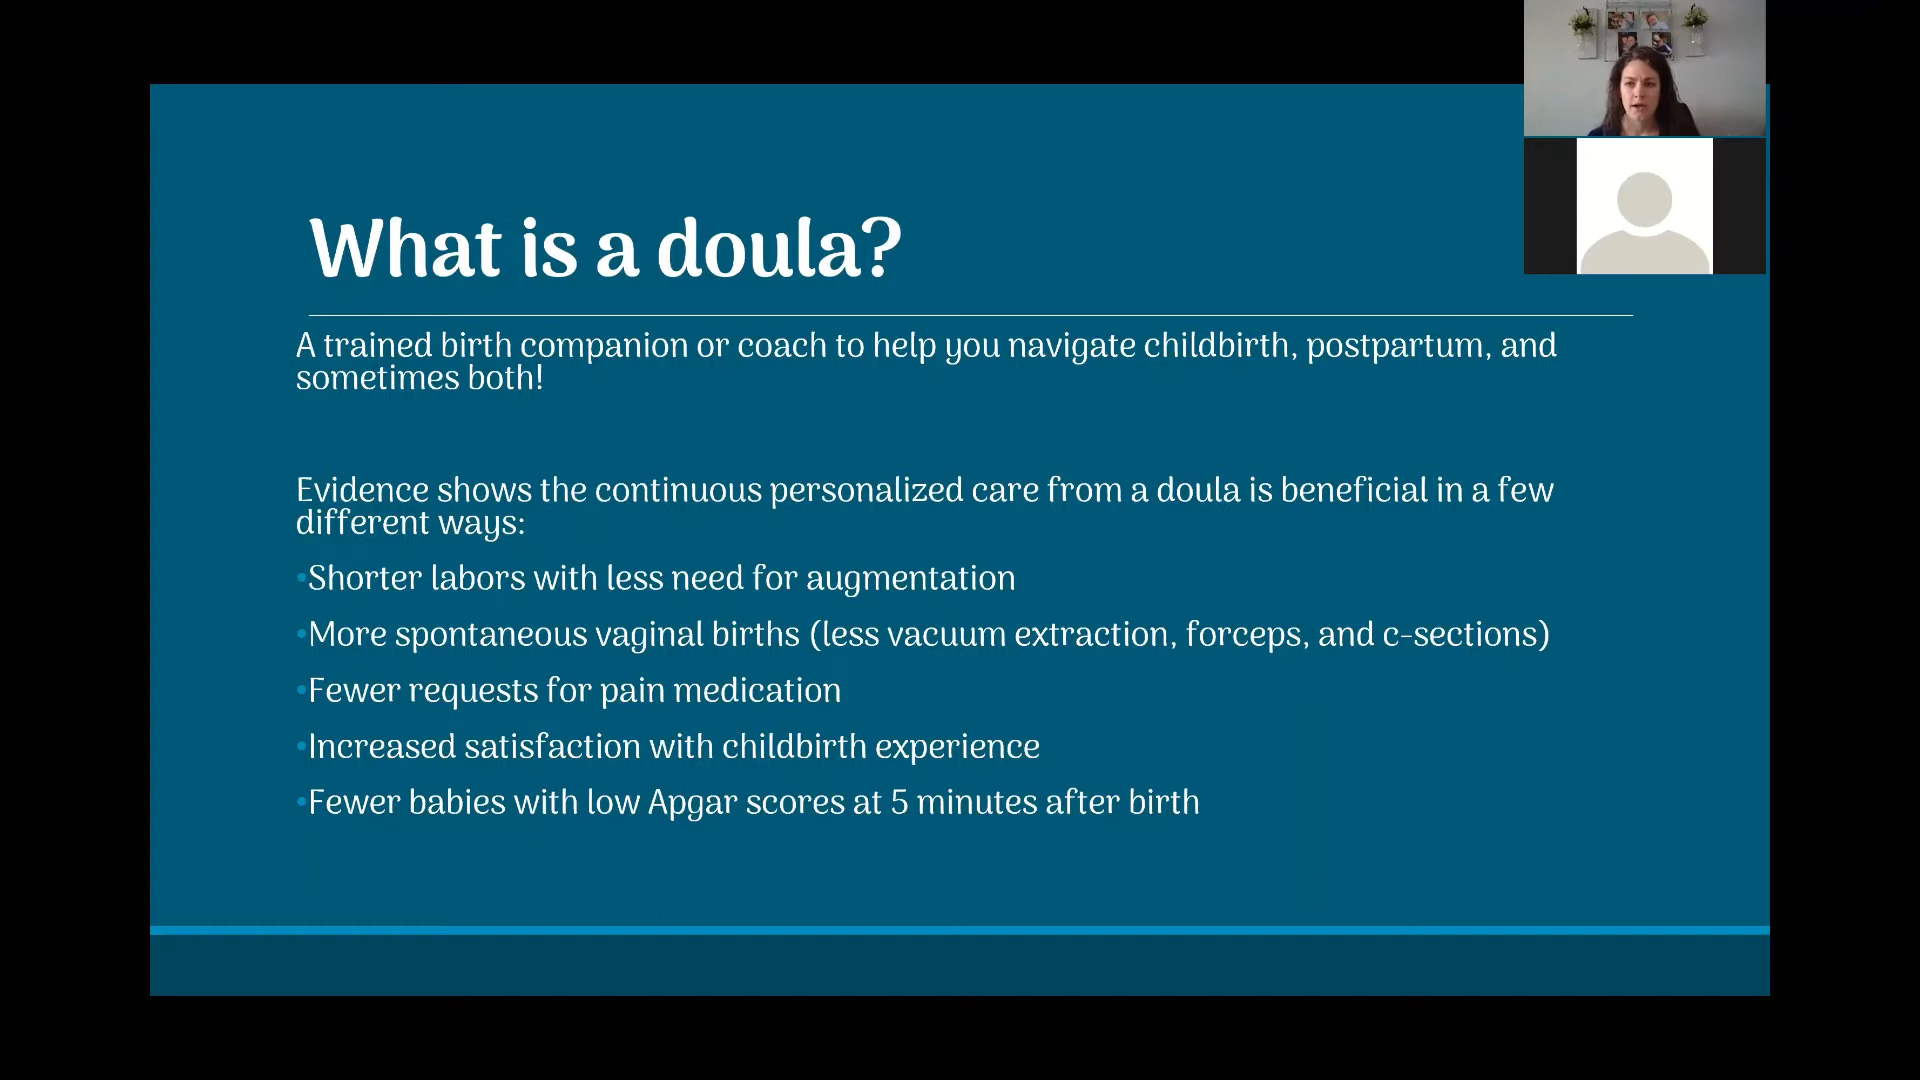 What is a doula?
A trained birth companion or coach to help you navigate childbirth, postpartum, and
sometimes both!
Evidence shows the continuous personalized care from a doula is beneficial in a few
different ways:
•Shorter labors with less need for augmentation
•More spontaneous vaginal births (less vacuum extraction, forceps, and c-sections)
•Fewer requests for pain medication
•Increased satisfaction with childbirth experience
•Fewer babies with low Apgar scores at 5 minutes after birth